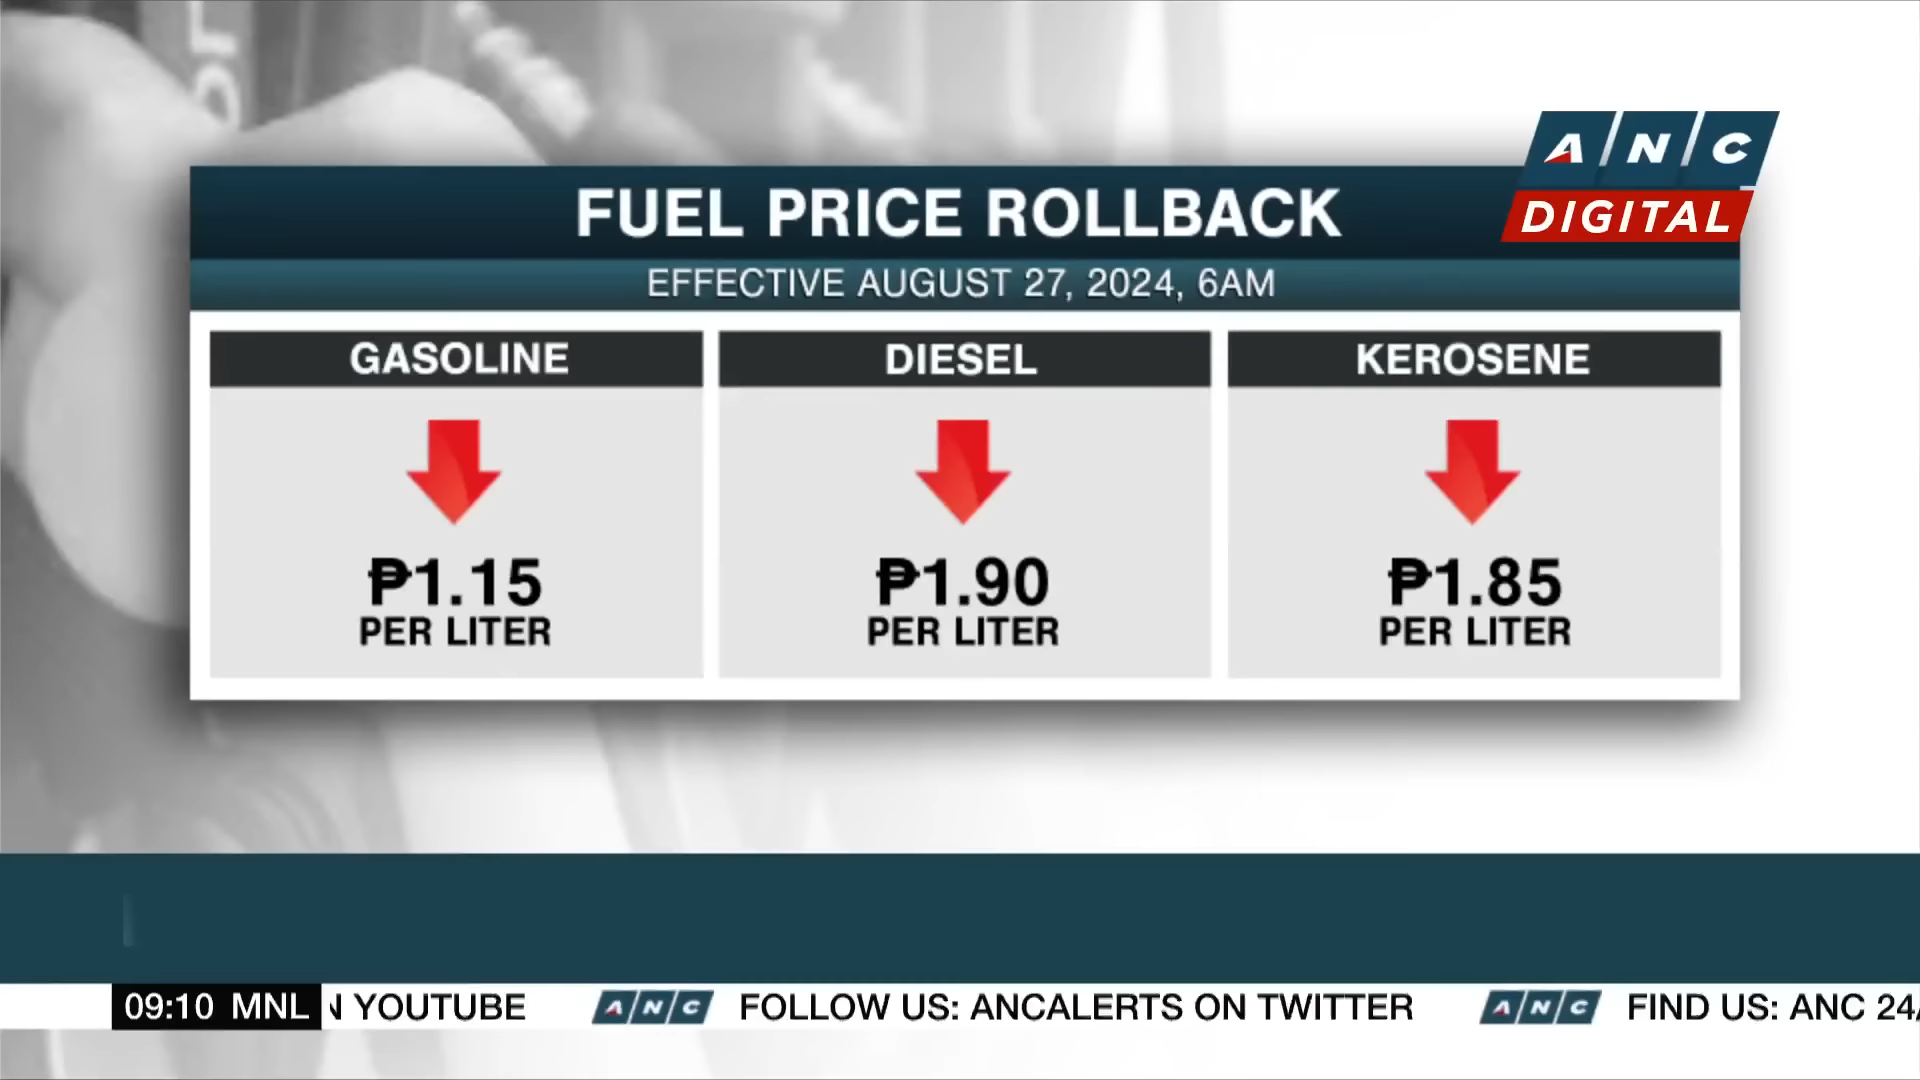 ANC
DIGITAL
FUEL PRICE ROLLBACK
EFFECTIVE AUGUST 27, 2024, 6AM
GASOLINE
DIESEL
KEROSENE
₱1.15
PER LITER
₱1.90
PER LITER
₱1.85
PER LITER
09:10 MNL
N YOUTUBE ANC FOLLOW US: ANCALERTS ON TWITTER ANC FIND US: ANC 24/